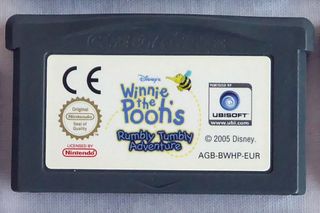 CE
Disney's
Winnie
the
Pooh's
Rumbly Tumbly
Adventure
Original
Nintendo
Seal of
Quality
LICENSED BY
Nintendo
POWERED BY
UBISOFT
www.ubi.com
© 2005 Disney.
AGB-BWHP-EUR